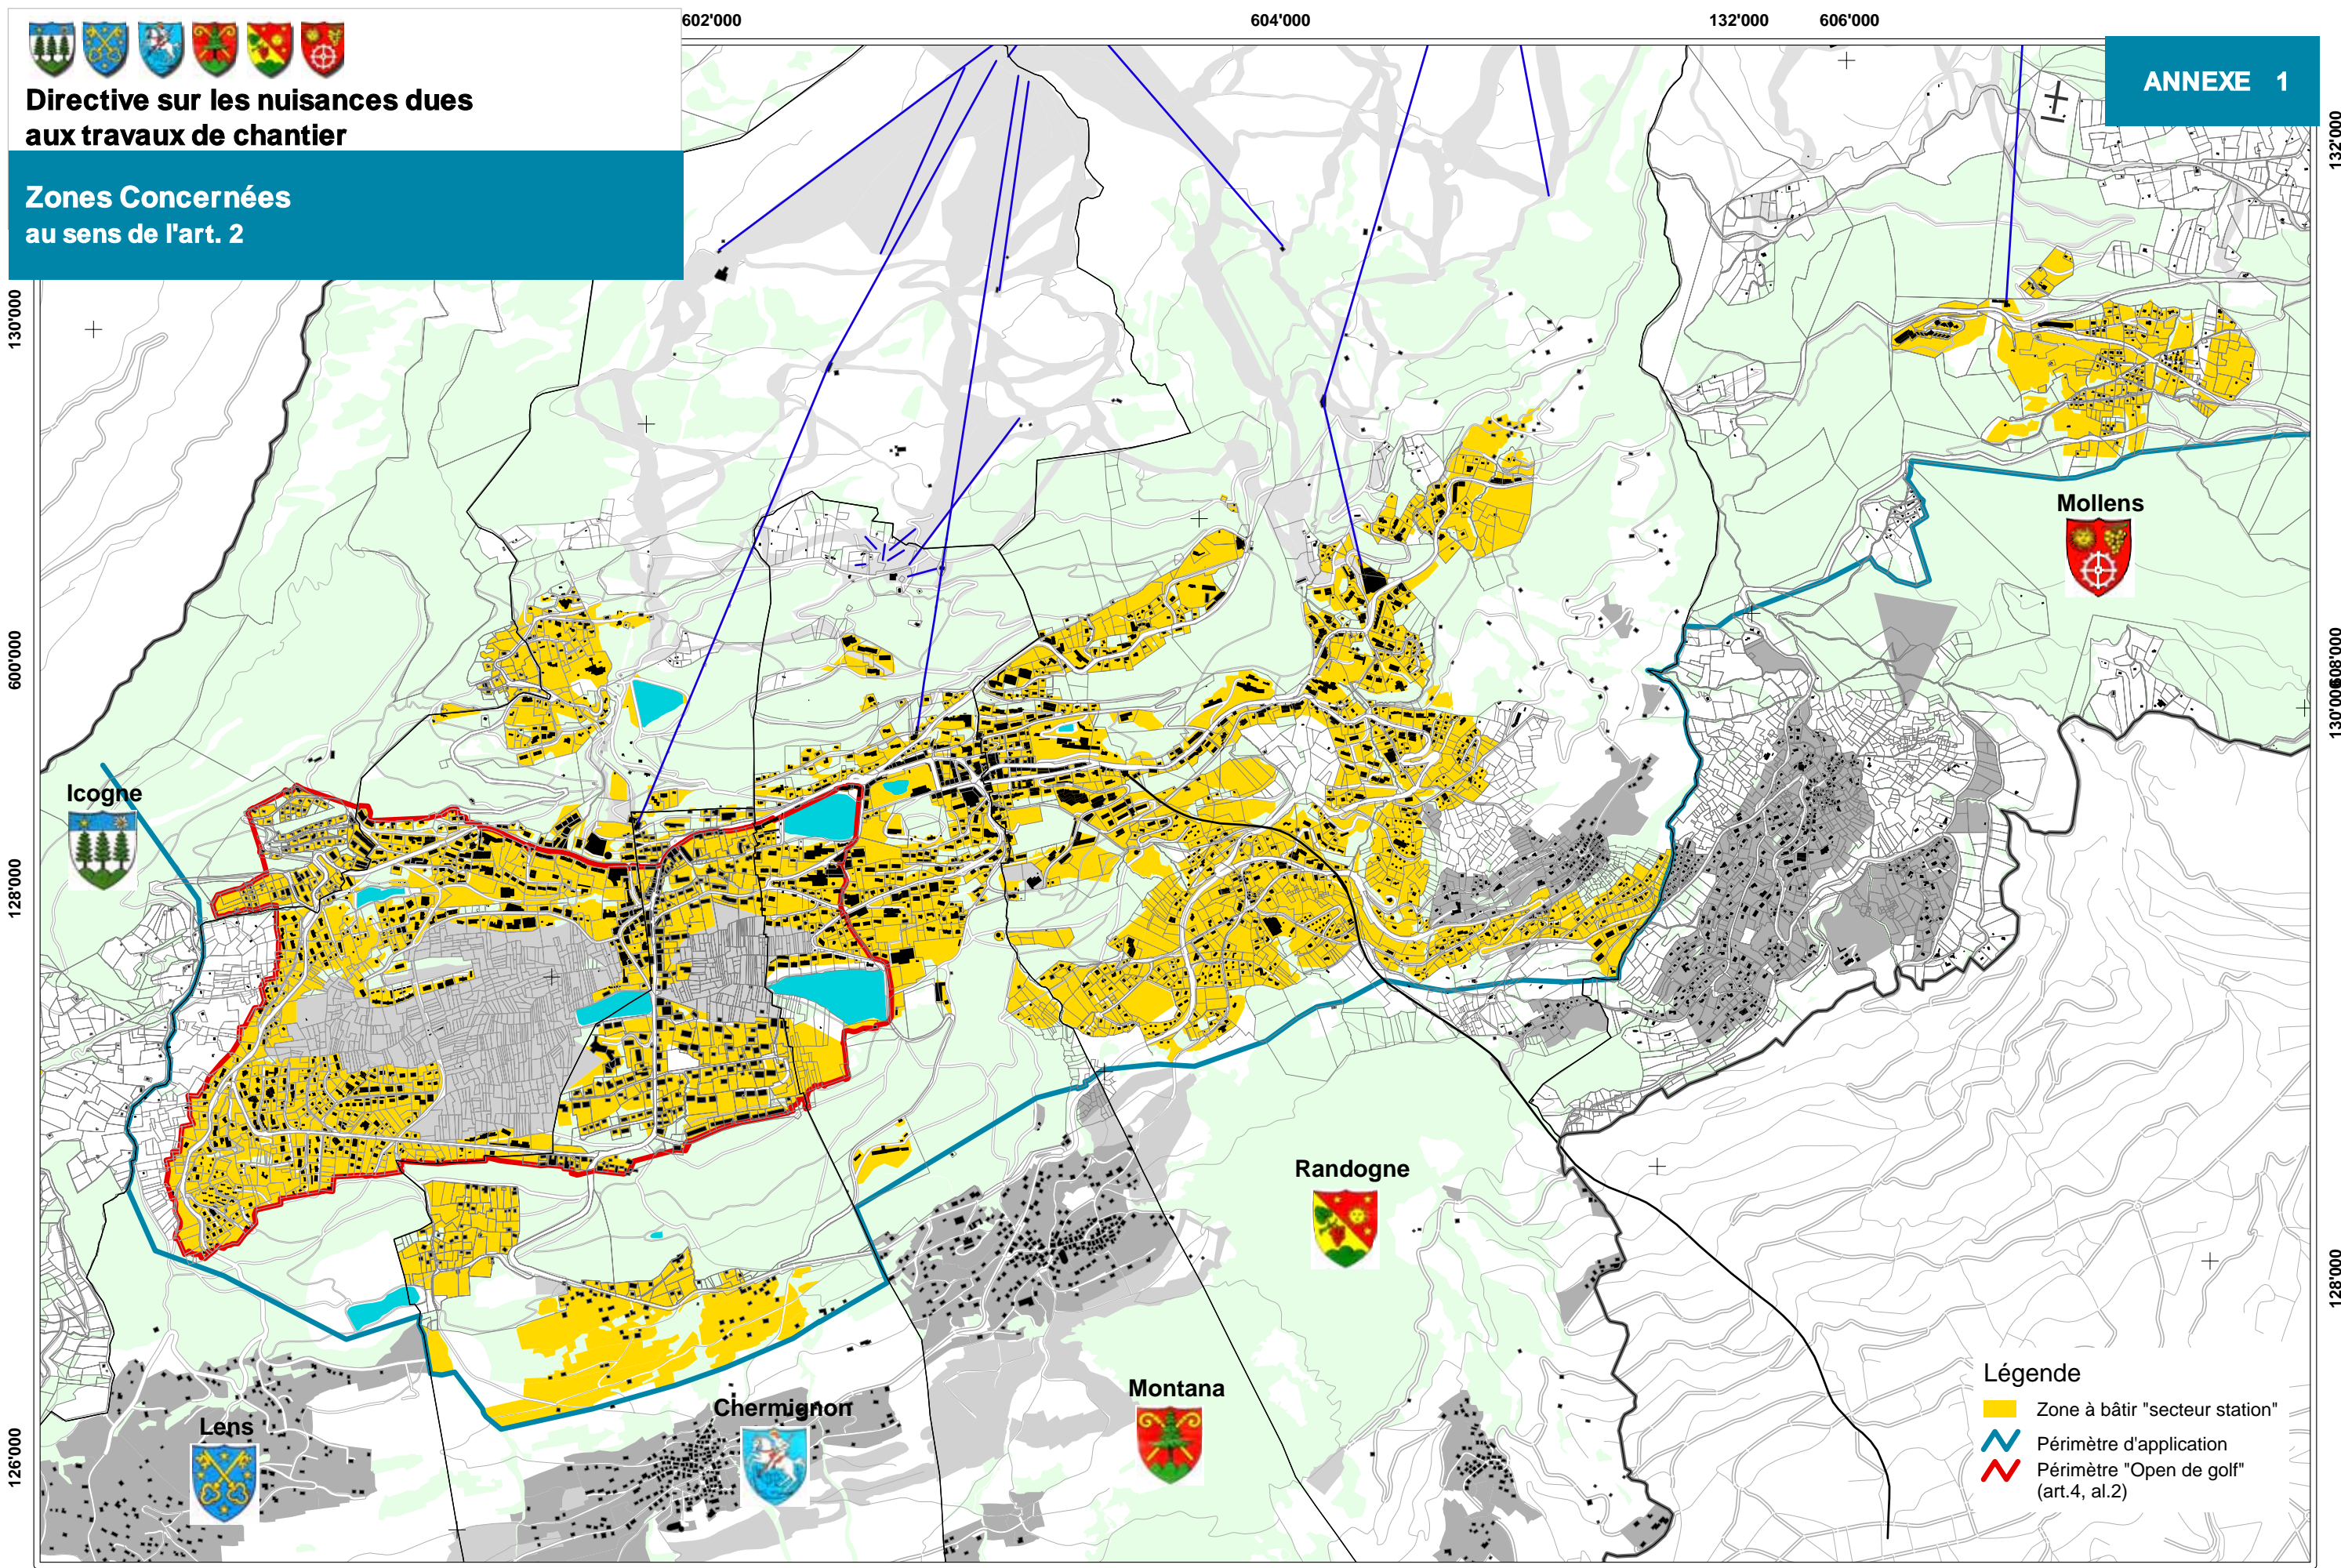 602'000
604'000
132'000
606'000
Directive sur les nuisances dues
aux travaux de chantier
Zones Concernées
au sens de l'art. 2
ANNEXE 1
132'000
130'000
Mollens
600'000
608'000
130'000
Icogne
128'000
Randogne
128'000
Montana
Chermignon
Lens
126'000
Légende
Zone à bâtir "secteur station"
Périmètre d'application
Périmètre "Open de golf"
(art.4, al.2)